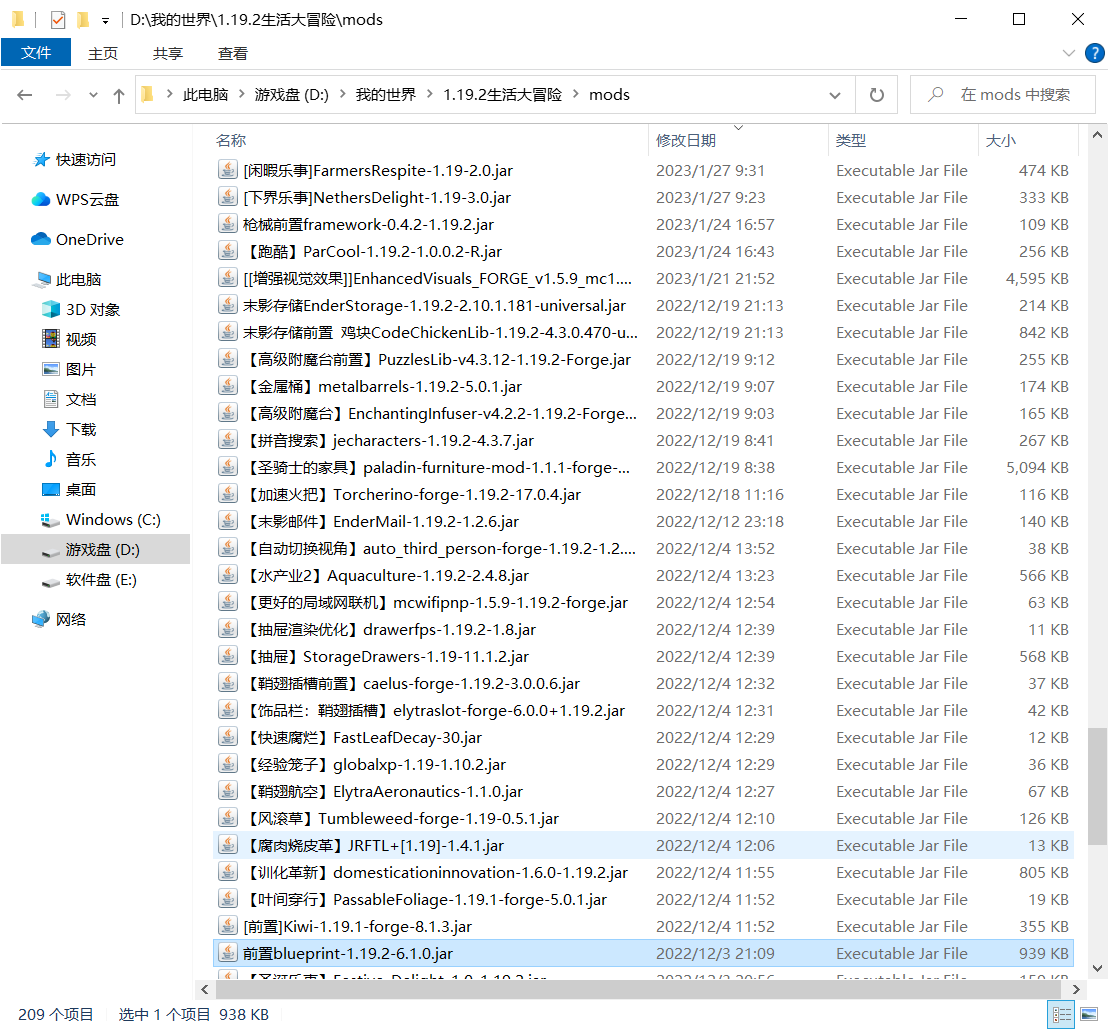 D:\我的世界\1.19.2生活大冒险\mods
文件 主页 共享 查看
此电脑 游戏盘 (D:) 我的世界 1.19.2生活大冒险 mods 在 mods 中搜索
快速访问
WPS云盘
OneDrive
此电脑
3D 对象
视频
图片
文档
下载
音乐
桌面
Windows (C:)
游戏盘 (D:)
软件盘 (E:)
网络
名称 修改日期 类型 大小
[闲暇乐事]FarmersRespite-1.19-2.0.jar 2023/1/27 9:31 Executable Jar File 474 KB
[下界乐事]NethersDelight-1.19-3.0.jar 2023/1/27 9:23 Executable Jar File 333 KB
枪械前置framework-0.4.2-1.19.2.jar 2023/1/24 16:57 Executable Jar File 109 KB
【跑酷】ParCool-1.19.2-1.0.0.2-R.jar 2023/1/24 16:43 Executable Jar File 256 KB
[[增强视觉效果]]EnhancedVisuals_FORGE_v1.5.9_mc1.... 2023/1/21 21:52 Executable Jar File 4,595 KB
末影存储EnderStorage-1.19.2-2.10.1.181-universal.jar 2022/12/19 21:13 Executable Jar File 214 KB
末影存储前置 鸡块CodeChickenLib-1.19.2-4.3.0.470-u... 2022/12/19 21:13 Executable Jar File 842 KB
【高级附魔台前置】PuzzlesLib-v4.3.12-1.19.2-Forge.jar 2022/12/19 9:12 Executable Jar File 255 KB
【金属桶】metalbarrels-1.19.2-5.0.1.jar 2022/12/19 9:07 Executable Jar File 174 KB
【高级附魔台】EnchantingInfuser-v4.2.2-1.19.2-Forge... 2022/12/19 9:03 Executable Jar File 165 KB
【拼音搜索】jecharacters-1.19.2-4.3.7.jar 2022/12/19 8:41 Executable Jar File 267 KB
【圣骑士的家具】paladin-furniture-mod-1.1.1-forge-... 2022/12/19 8:38 Executable Jar File 5,094 KB
【加速火把】Torcherino-forge-1.19.2-17.0.4.jar 2022/12/18 11:16 Executable Jar File 116 KB
【末影邮件】EnderMail-1.19.2-1.2.6.jar 2022/12/12 23:18 Executable Jar File 140 KB
【自动切换视角】auto_third_person-forge-1.19.2-1.2.... 2022/12/4 13:52 Executable Jar File 38 KB
【水产业2】Aquaculture-1.19.2-2.4.8.jar 2022/12/4 13:23 Executable Jar File 566 KB
【更好的局域网联机】mcwifipnp-1.5.9-1.19.2-forge.jar 2022/12/4 12:54 Executable Jar File 63 KB
【抽屉渲染优化】drawerfps-1.19.2-1.8.jar 2022/12/4 12:39 Executable Jar File 11 KB
【抽屉】StorageDrawers-1.19-11.1.2.jar 2022/12/4 12:39 Executable Jar File 568 KB
【鞘翅插槽前置】caelus-forge-1.19.2-3.0.0.6.jar 2022/12/4 12:32 Executable Jar File 37 KB
【饰品栏：鞘翅插槽】elytraslot-forge-6.0.0+1.19.2.jar 2022/12/4 12:31 Executable Jar File 42 KB
【快速腐烂】FastLeafDecay-30.jar 2022/12/4 12:29 Executable Jar File 12 KB
【经验笼子】globalxp-1.19-1.10.2.jar 2022/12/4 12:29 Executable Jar File 36 KB
【鞘翅航空】ElytraAeronautics-1.1.0.jar 2022/12/4 12:27 Executable Jar File 67 KB
【风滚草】Tumbleweed-forge-1.19-0.5.1.jar 2022/12/4 12:10 Executable Jar File 126 KB
【腐肉烧皮革】JRFTL+[1.19]-1.4.1.jar 2022/12/4 12:06 Executable Jar File 13 KB
【训化革新】domesticationinnovation-1.6.0-1.19.2.jar 2022/12/4 11:55 Executable Jar File 805 KB
【叶间穿行】PassableFoliage-1.19.1-forge-5.0.1.jar 2022/12/4 11:52 Executable Jar File 19 KB
[前置]Kiwi-1.19.1-forge-8.1.3.jar 2022/12/4 11:52 Executable Jar File 355 KB
前置blueprint-1.19.2-6.1.0.jar 2022/12/3 21:09 Executable Jar File 939 KB
209 个项目 选中 1 个项目 938 KB